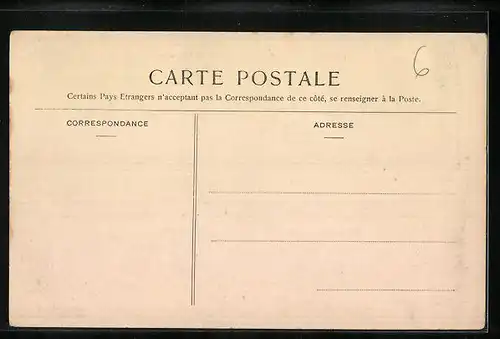 6
CARTE POSTALE
Certains Pays Etrangers n'acceptant pas la Correspondance de ce côté, se renseigner à la Poste.
CORRESPONDANCE
ADRESSE